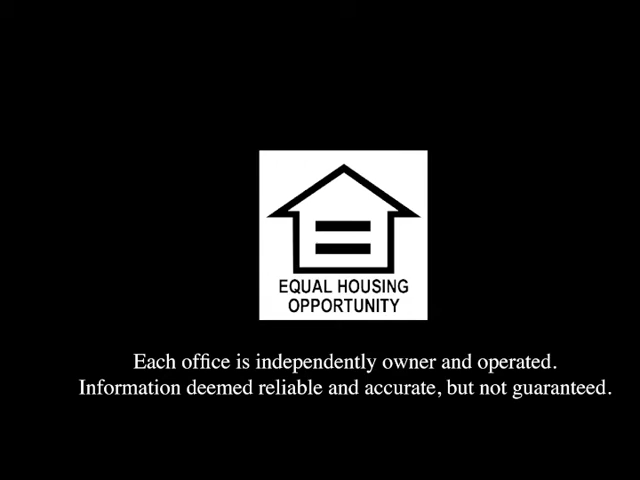 EQUAL HOUSING
OPPORTUNITY
Each office is independently owner and operated.
Information deemed reliable and accurate, but not guaranteed.